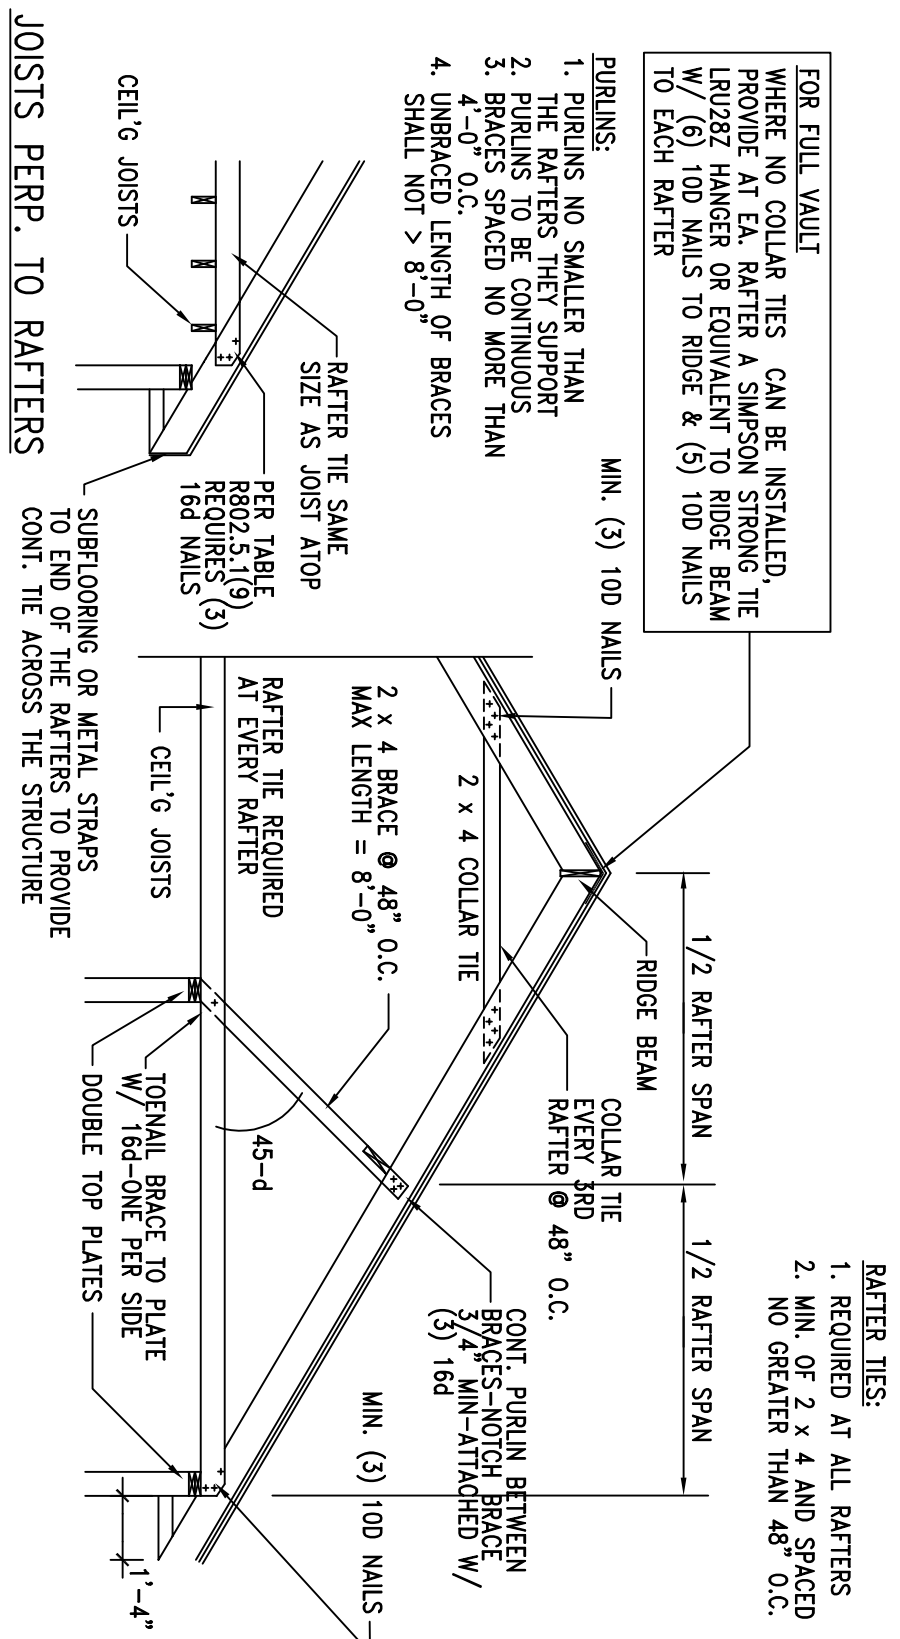 FOR FULL VAULT
WHERE NO COLLAR TIES CAN BE INSTALLED,
PROVIDE AT EA. RAFTER A SIMPSON STRONG TIE
LRU28Z HANGER OR EQUIVALENT TO RIDGE BEAM
W/ (6) 10D NAILS TO RIDGE & (5) 10D NAILS
TO EACH RAFTER
PURLINS:
1. PURLINS NO SMALLER THAN
THE RAFTERS THEY SUPPORT
2. PURLINS TO BE CONTINUOUS
3. BRACES SPACED NO MORE THAN
4'-0" O.C.
4. UNBRACED LENGTH OF BRACES
SHALL NOT > 8'-0"
RAFTER TIES:
1. REQUIRED AT ALL RAFTERS
2. MIN. OF 2 x 4 AND SPACED
NO GREATER THAN 48" O.C.
1/2 RAFTER SPAN
1/2 RAFTER SPAN
RIDGE BEAM
MIN. (3) 10D NAILS
COLLAR TIE
EVERY 3RD
RAFTER @ 48" O.C.
2 x 4 COLLAR TIE
CONT. PURLIN BETWEEN
BRACES-NOTCH BRACE
3/4" MIN-ATTACHED W/
(3) 16d
2 x 4 BRACE @ 48" O.C.
MAX LENGTH = 8'-0"
MIN. (3) 10D NAILS
45-d
RAFTER TIE REQUIRED
AT EVERY RAFTER
CEIL'G JOISTS
TOENAIL BRACE TO PLATE
W/ 16d-ONE PER SIDE
DOUBLE TOP PLATES
1'-4"
RAFTER TIE SAME
SIZE AS JOIST ATOP
PER TABLE
R802.5.1(9)
REQUIRES (3)
16d NAILS
CEIL'G JOISTS
SUBFLOORING OR METAL STRAPS
TO END OF THE RAFTERS TO PROVIDE
CONT. TIE ACROSS THE STRUCTURE
JOISTS PERP. TO RAFTERS